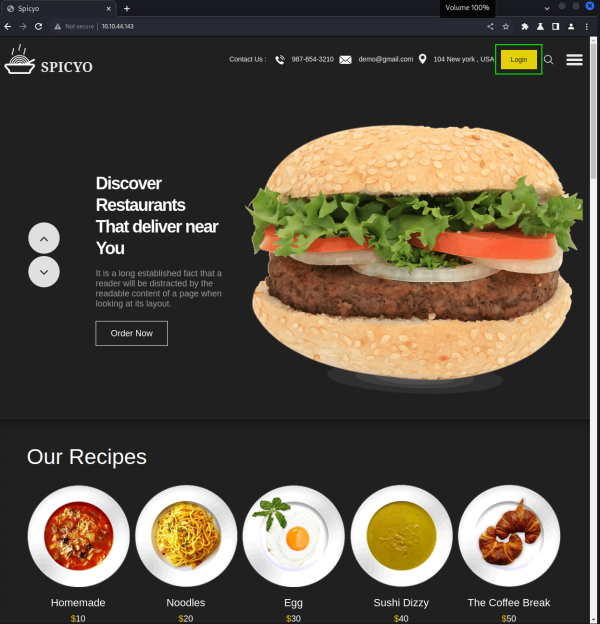 Spicyo
Volume 100%
Not secure | 10.10.44.143
SPICYO
Contact Us :
987-654-3210
demo@gmail.com
104 New york , USA
Login
Discover
Restaurants
That deliver near
You
It is a long established fact that a
reader will be distracted by the
readable content of a page when
looking at its layout.
Order Now
Our Recipes
Homemade
Noodles
Egg
Sushi Dizzy
The Coffee Break
$10
$20
$30
$40
$50